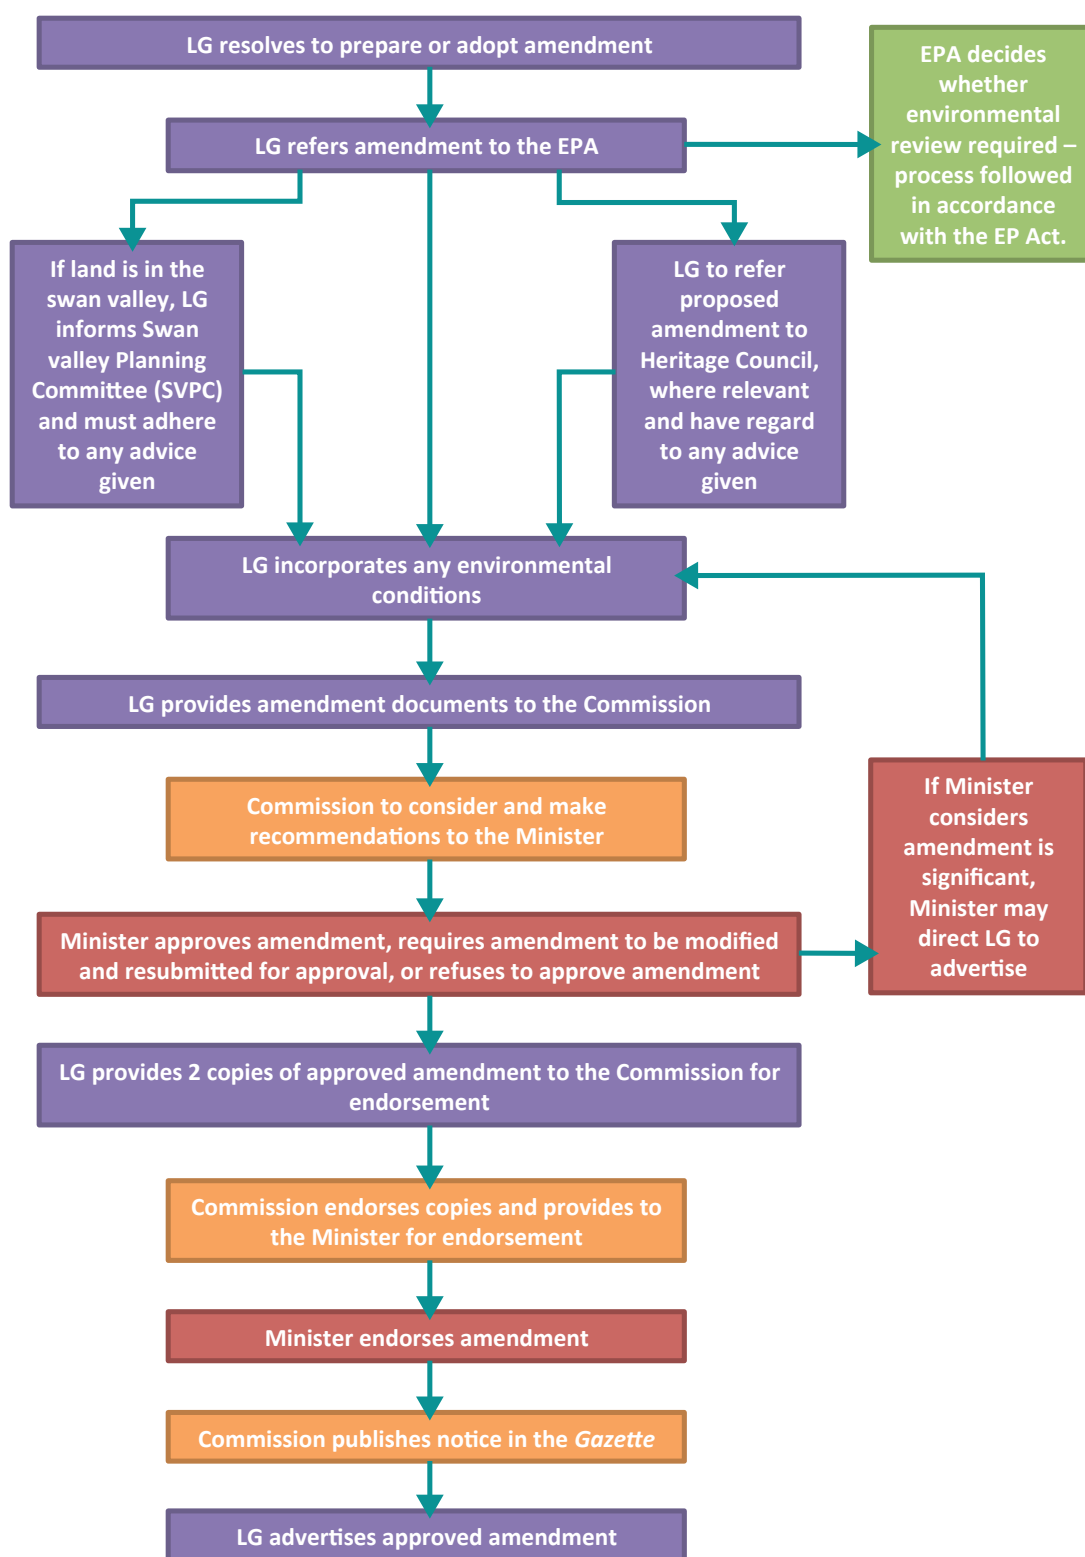 LG resolves to prepare or adopt amendment
EPA decides
whether
environmental
review required –
process followed
in accordance
with the EP Act.
LG refers amendment to the EPA
If land is in the
swan valley, LG
informs Swan
valley Planning
Committee (SVPC)
and must adhere
to any advice
given
LG to refer
proposed
amendment to
Heritage Council,
where relevant
and have regard
to any advice
given
LG incorporates any environmental
conditions
LG provides amendment documents to the Commission
Commission to consider and make
recommendations to the Minister
If Minister
considers
amendment is
significant,
Minister may
direct LG to
advertise
Minister approves amendment, requires amendment to be modified
and resubmitted for approval, or refuses to approve amendment
LG provides 2 copies of approved amendment to the Commission for
endorsement
Commission endorses copies and provides to
the Minister for endorsement
Minister endorses amendment
Commission publishes notice in the Gazette
LG advertises approved amendment